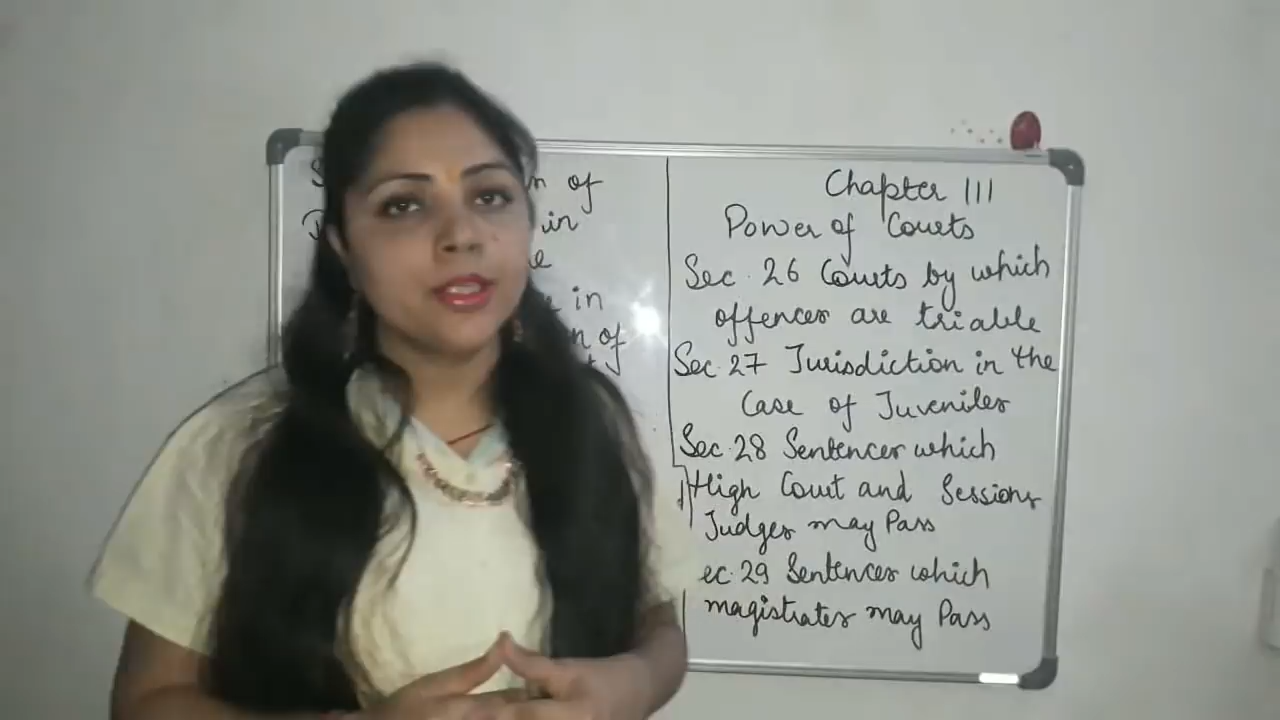 n of
in
e
e in
n of
Chapter III
Power of Courts
Sec. 26 Courts by which
offences are triable
Sec. 27 Jurisdiction in the
Case of Juveniles
Sec. 28 Sentences which
High Court and Sessions
Judges may Pass
ec. 29 Sentences which
magistrates may Pass